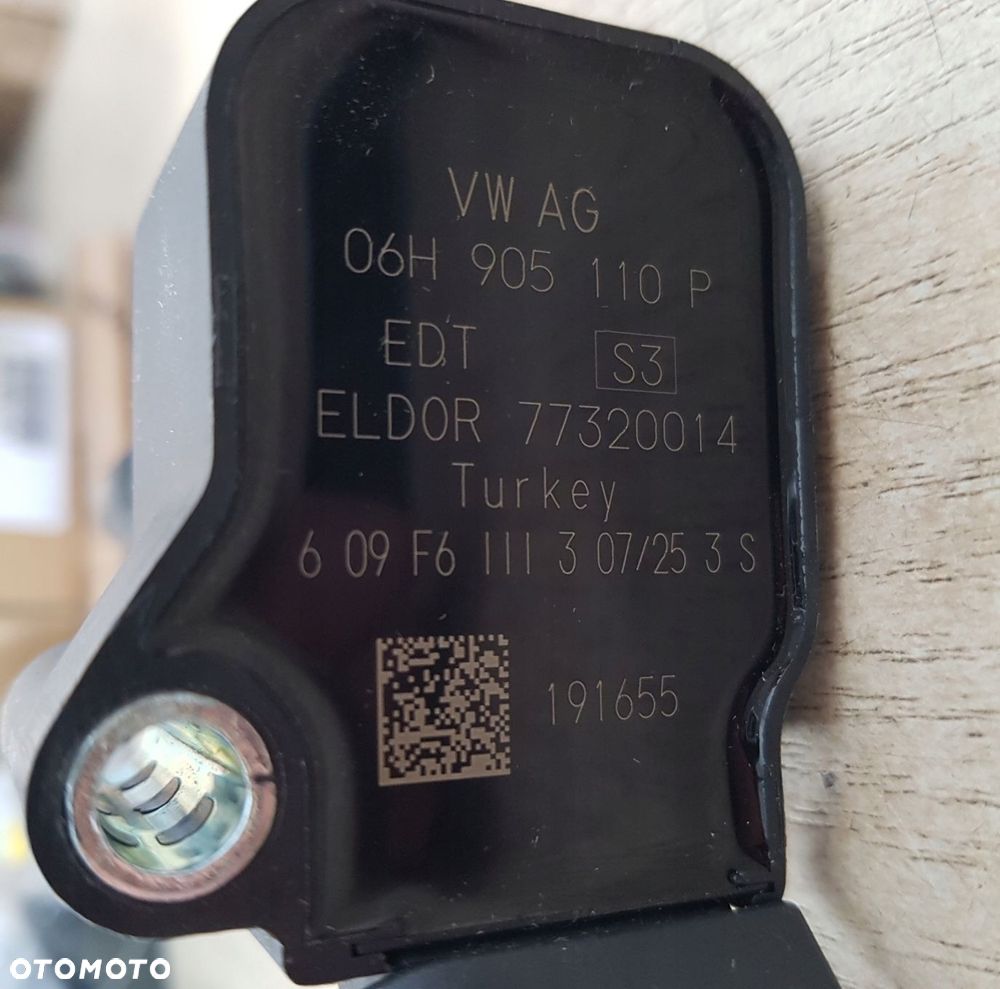 VW AG
06H 905 110 P
EDT S3
ELDOR 77320014
Turkey
6 09 F6 III 3 07/25 3 S
191655
OTOMOTO